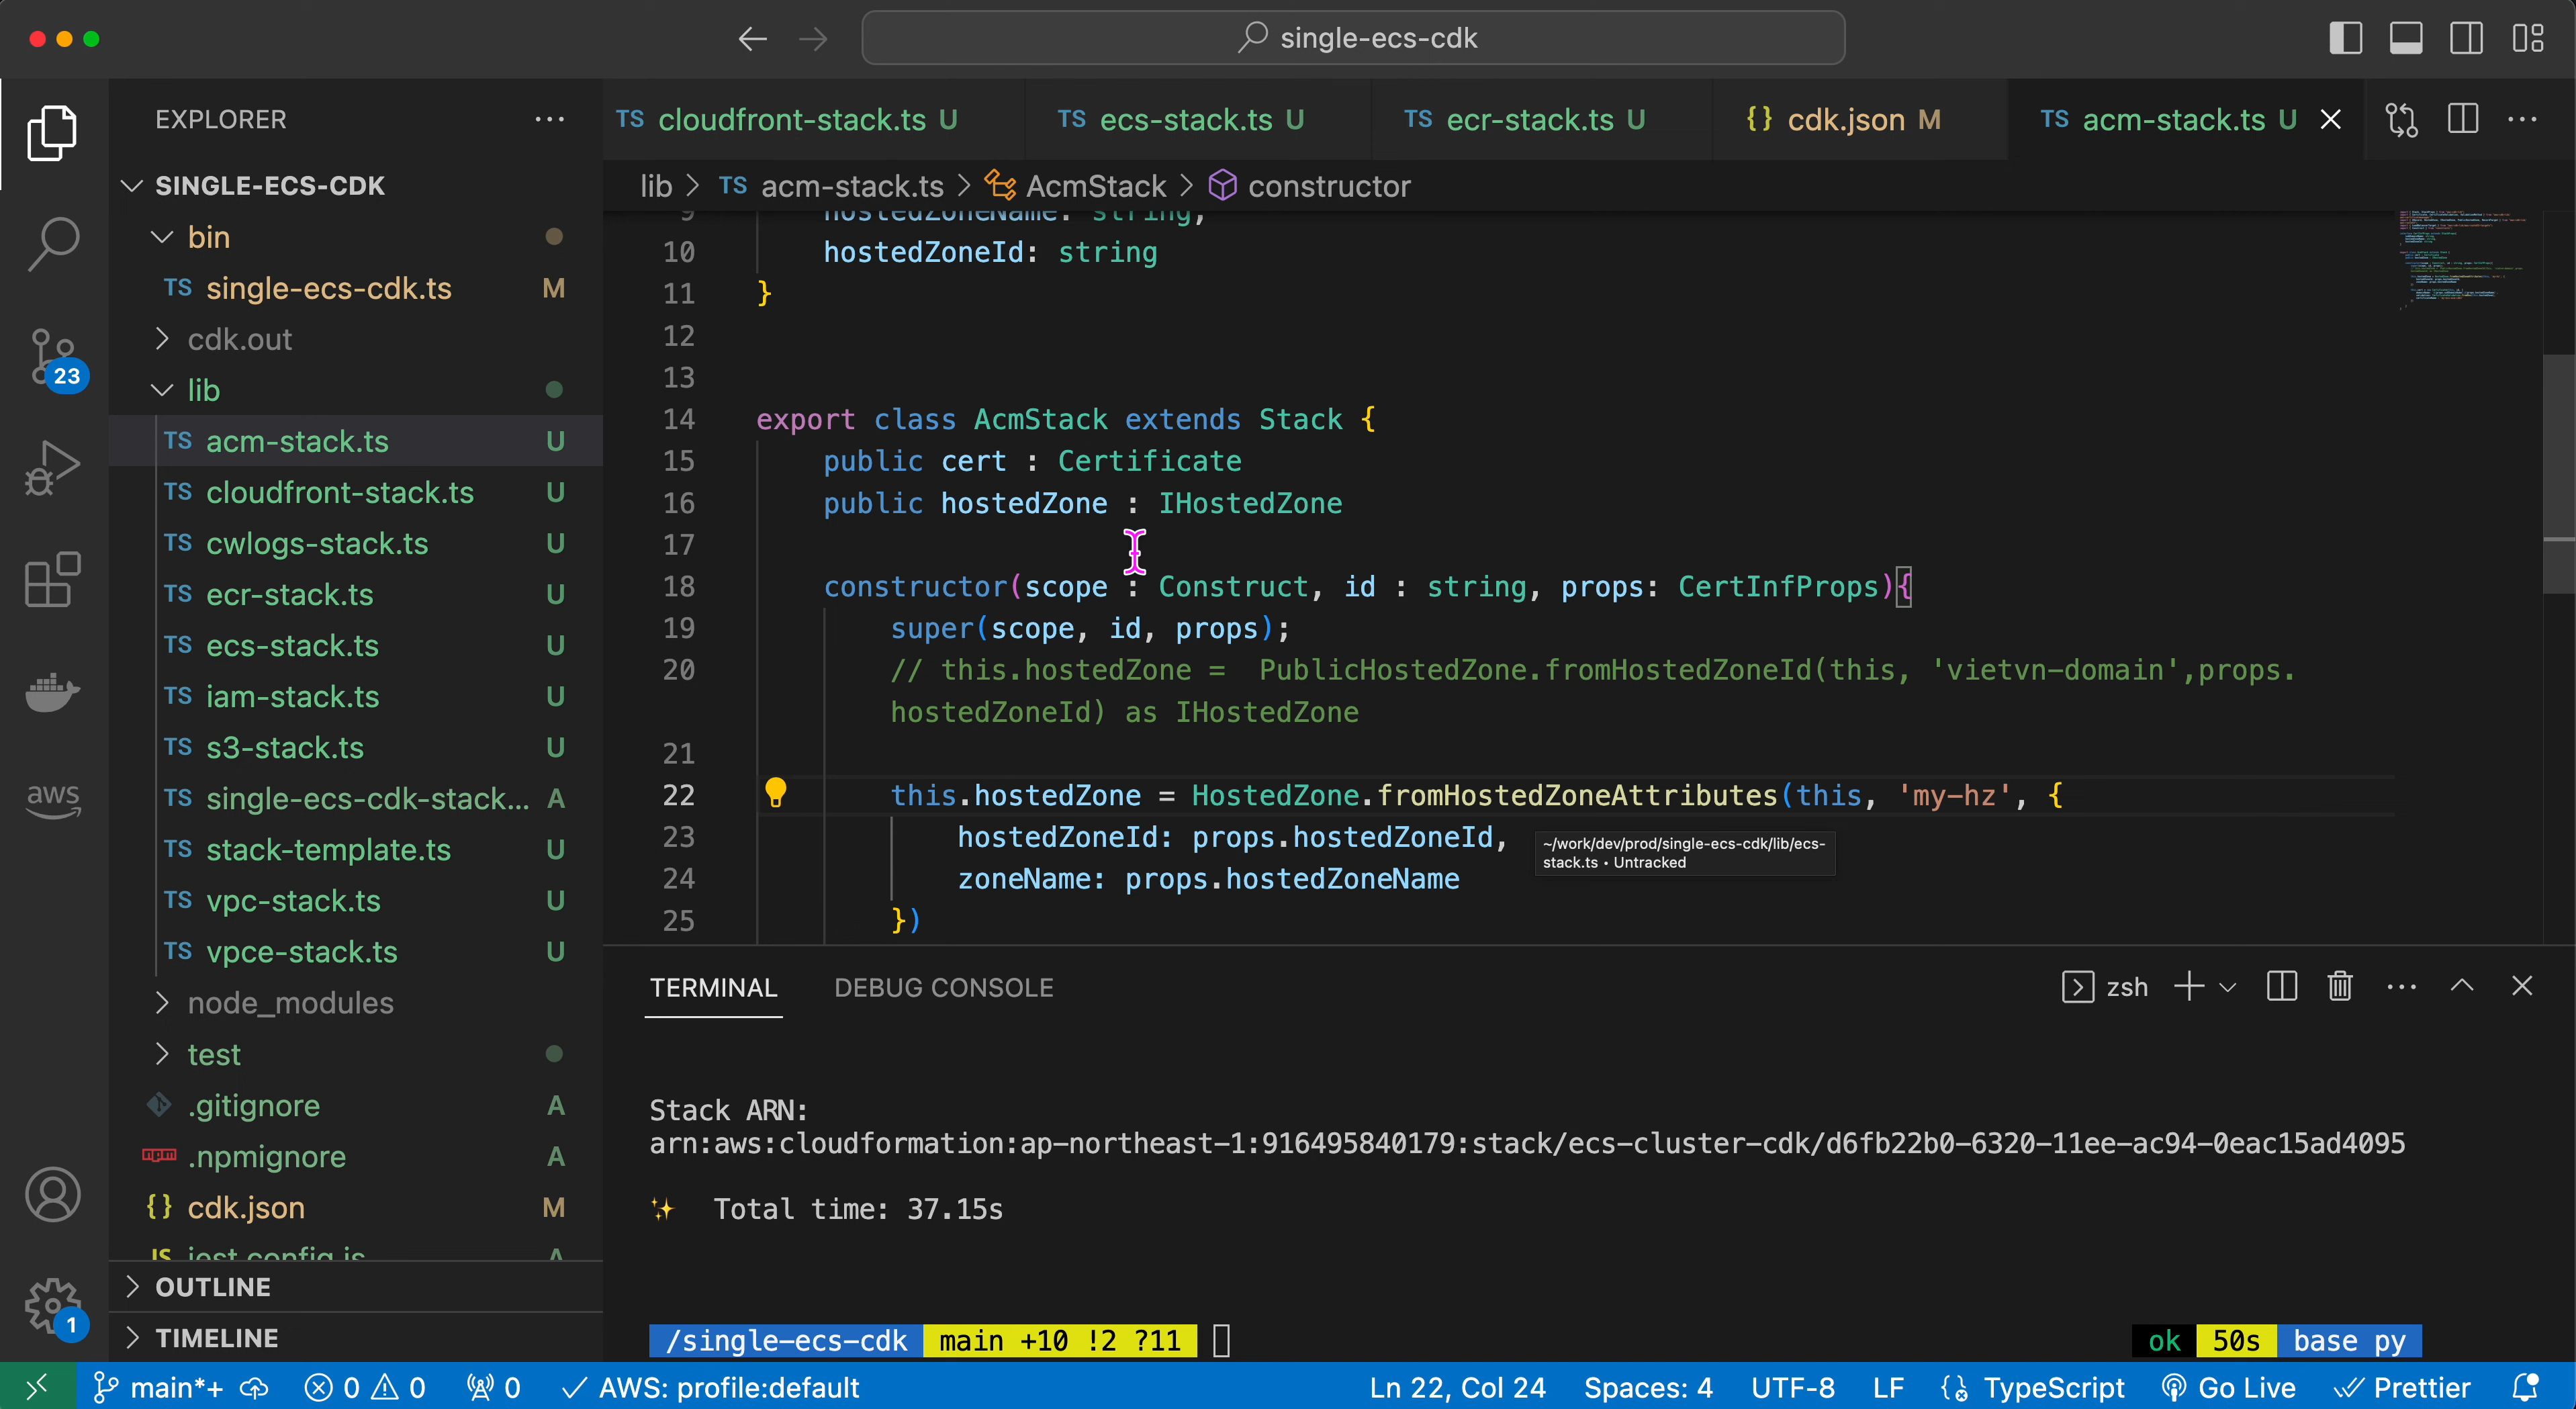 single-ecs-cdk
EXPLORER
SINGLE-ECS-CDK
bin
TS single-ecs-cdk.ts M
cdk.out
lib
TS acm-stack.ts U
TS cloudfront-stack.ts U
TS cwlogs-stack.ts U
TS ecr-stack.ts U
TS ecs-stack.ts U
TS iam-stack.ts U
TS s3-stack.ts U
TS single-ecs-cdk-stack... A
TS stack-template.ts U
TS vpc-stack.ts U
TS vpce-stack.ts U
node_modules
test
.gitignore A
.npmignore A
{} cdk.json M
JS jest.config.js A
OUTLINE
TIMELINE
23
aws
1
TS cloudfront-stack.ts U
TS ecs-stack.ts U
TS ecr-stack.ts U
{} cdk.json M
TS acm-stack.ts U
lib > TS acm-stack.ts > AcmStack > constructor
9 hostedZoneName: string,
10 hostedZoneId: string
11 }
12
13
14 export class AcmStack extends Stack {
15 public cert : Certificate
16 public hostedZone : IHostedZone
17
18 constructor(scope : Construct, id : string, props: CertInfProps){
19 super(scope, id, props);
20 // this.hostedZone =  PublicHostedZone.fromHostedZoneId(this, 'vietvn-domain',props.
hostedZoneId) as IHostedZone
21
22 this.hostedZone = HostedZone.fromHostedZoneAttributes(this, 'my-hz', {
23 hostedZoneId: props.hostedZoneId,
24 zoneName: props.hostedZoneName
25 })
~/work/dev/prod/single-ecs-cdk/lib/ecs-
stack.ts • Untracked
TERMINAL DEBUG CONSOLE
zsh
Stack ARN:
arn:aws:cloudformation:ap-northeast-1:916495840179:stack/ecs-cluster-cdk/d6fb22b0-6320-11ee-ac94-0eac15ad4095
✨ Total time: 37.15s
/single-ecs-cdk main +10 !2 ?11
ok 50s base py
main*+ 0 0 0 AWS: profile:default
Ln 22, Col 24 Spaces: 4 UTF-8 LF TypeScript Go Live Prettier